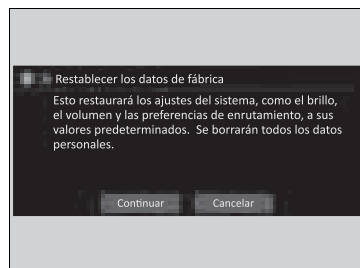 Restablecer los datos de fábrica
Esto restaurará los ajustes del sistema, como el brillo,
el volumen y las preferencias de enrutamiento, a sus
valores predeterminados. Se borrarán todos los datos
personales.
Continuar
Cancelar